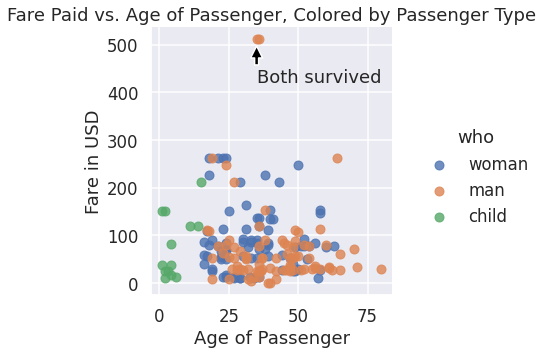 Fare Paid vs. Age of Passenger, Colored by Passenger Type
500
400
300
200
100
0
Fare in USD
Both survived
who
woman
man
child
0
25
50
75
Age of Passenger